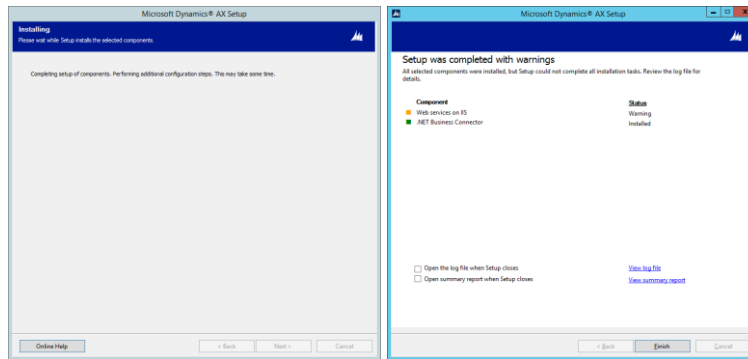 Microsoft Dynamics® AX Setup
Installing
Please wait while Setup installs the selected components.
Completing setup of components. Performing additional configuration steps. This may take some time.
Online Help
< Back
Next >
Cancel
Microsoft Dynamics® AX Setup
Setup was completed with warnings
All selected components were installed, but Setup could not complete all installation tasks. Review the log file for
details.
Component Status
Web services on IIS Warning
.NET Business Connector Installed
Open the log file when Setup closes View log file
Open summary report when Setup closes View summary report
< Back
Finish
Cancel